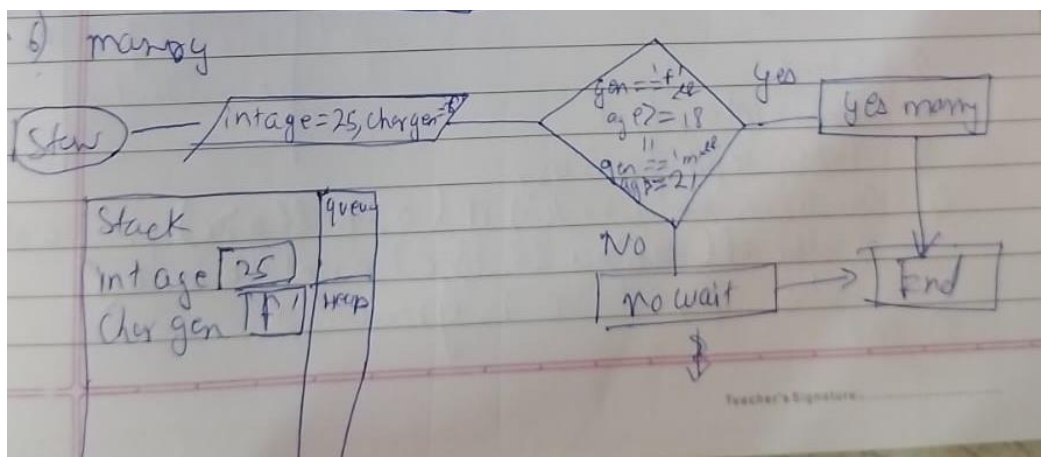 6) marry
Start
int age=25, char gen='f'
gen=='f' &&
age>=18
||
gen=='m' &&
age>=21
Yes
yes marry
No
No wait
End
Stack
queue
int age 25
char gen 'f'
Heap
Teacher's Signature